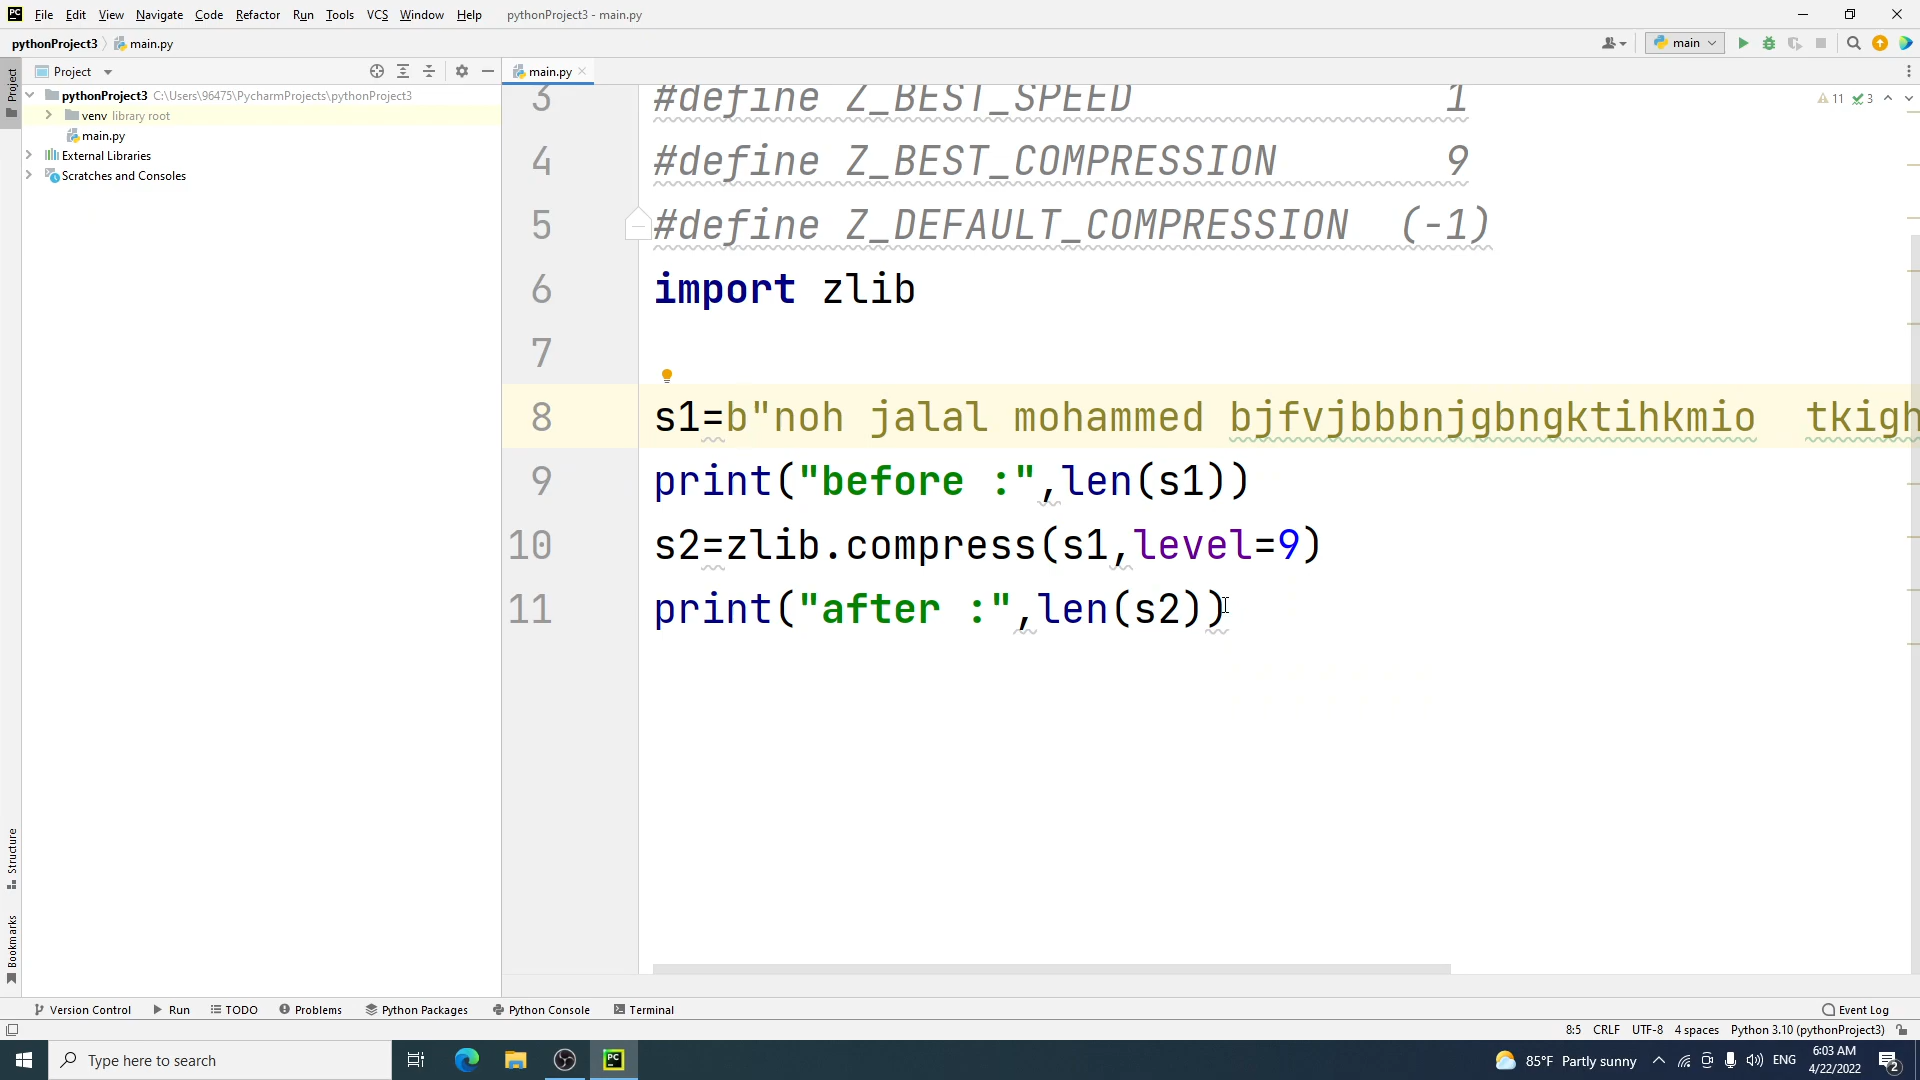 PC File Edit View Navigate Code Refactor Run Tools VCS Window Help pythonProject3 - main.py
pythonProject3 main.py main
Project main.py
pythonProject3 C:\Users\96475\PycharmProjects\pythonProject3
venv library root
main.py
External Libraries
Scratches and Consoles
Project
Structure
Bookmarks
11 3
3 #define Z_BEST_SPEED 1
4 #define Z_BEST_COMPRESSION 9
5 #define Z_DEFAULT_COMPRESSION (-1)
6 import zlib
7
8 s1=b"noh jalal mohammed bjfvjbbbnjgbngktihkmio tkigh
9 print("before :",len(s1))
10 s2=zlib.compress(s1,level=9)
11 print("after :",len(s2))
Version Control Run TODO Problems Python Packages Python Console Terminal Event Log
8:5 CRLF UTF-8 4 spaces Python 3.10 (pythonProject3)
Type here to search PC 85°F Partly sunny ENG 6:03 AM
4/22/2022 2